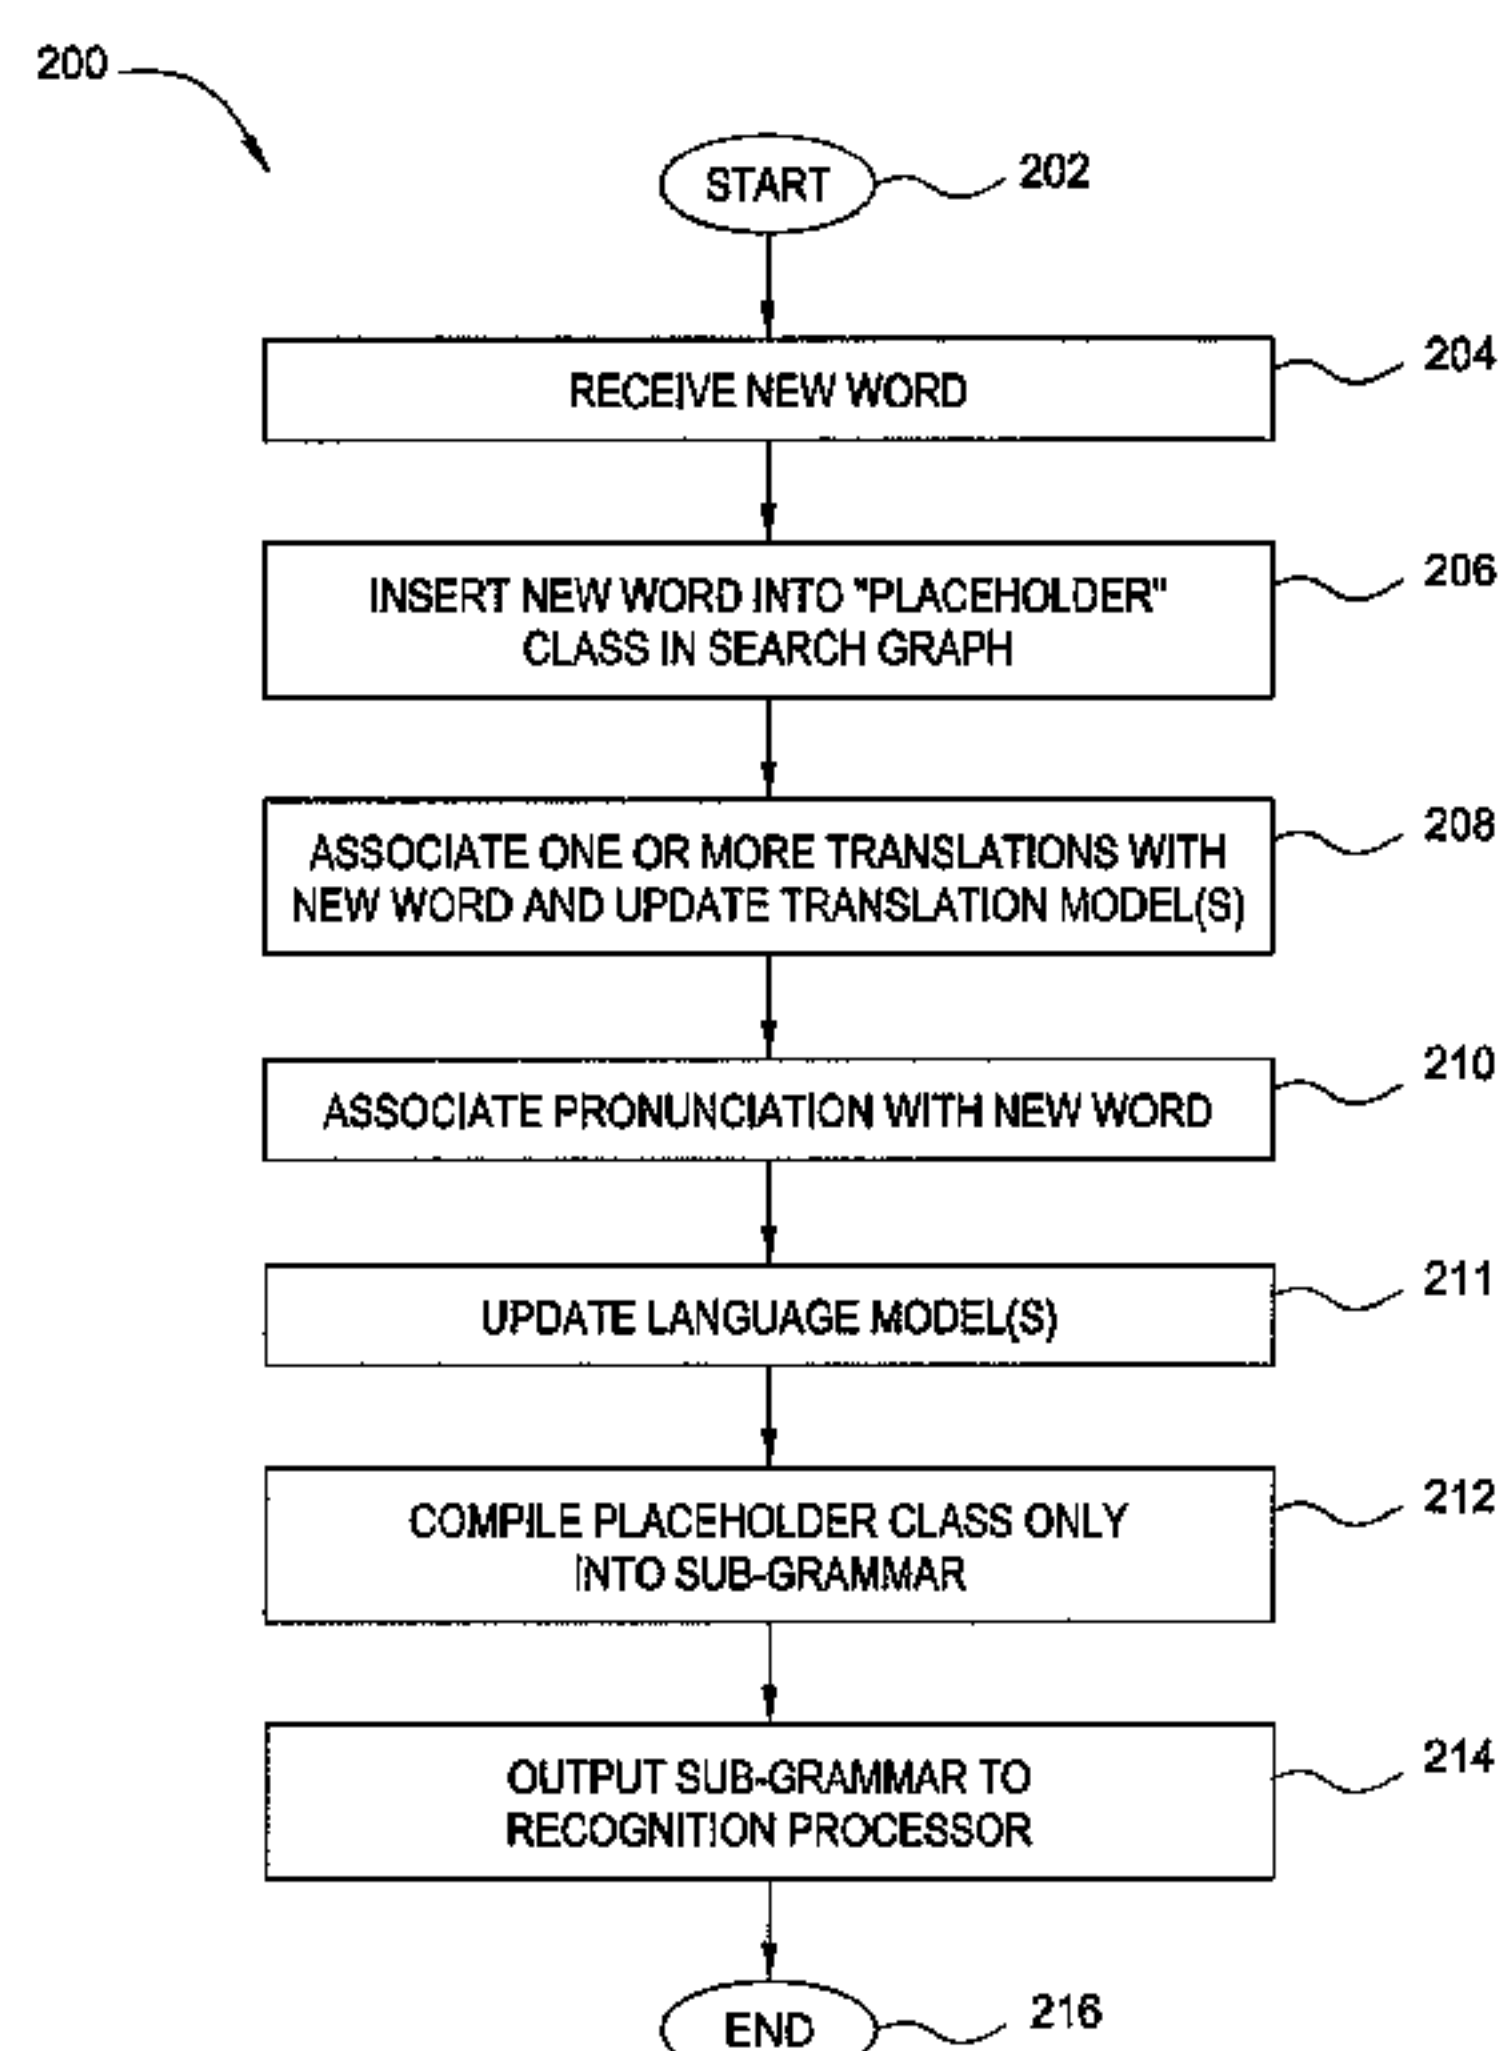 200
START
202
RECEIVE NEW WORD
204
INSERT NEW WORD INTO "PLACEHOLDER"
CLASS IN SEARCH GRAPH
206
ASSOCIATE ONE OR MORE TRANSLATIONS WITH
NEW WORD AND UPDATE TRANSLATION MODEL(S)
208
ASSOCIATE PRONUNCIATION WITH NEW WORD
210
UPDATE LANGUAGE MODEL(S)
211
COMPILE PLACEHOLDER CLASS ONLY
INTO SUB-GRAMMAR
212
OUTPUT SUB-GRAMMAR TO
RECOGNITION PROCESSOR
214
END
216